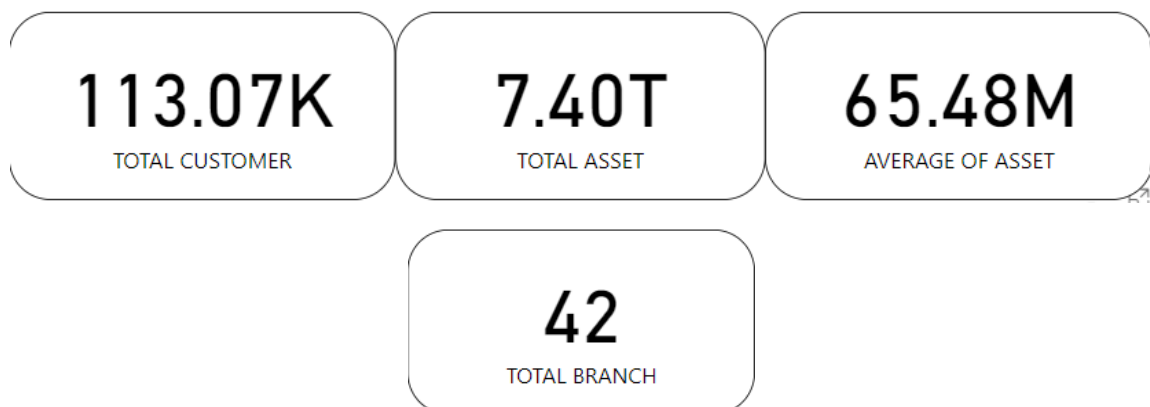 113.07K
TOTAL CUSTOMER
7.40T
TOTAL ASSET
65.48M
AVERAGE OF ASSET
42
TOTAL BRANCH